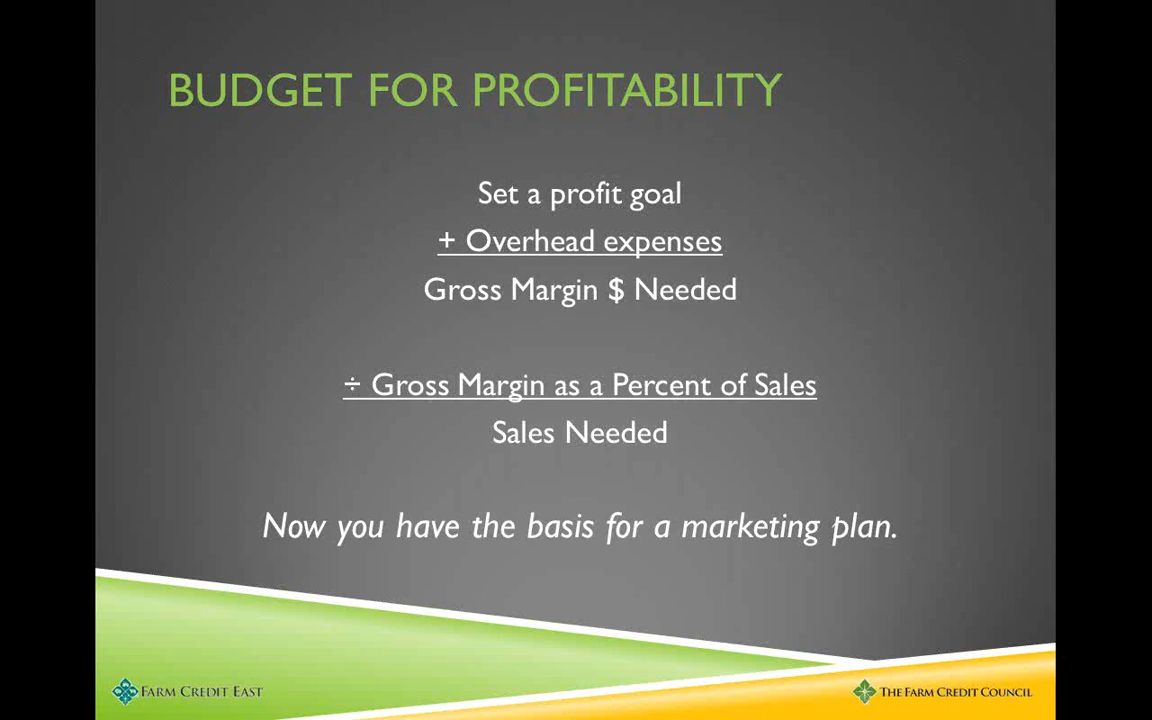 BUDGET FOR PROFITABILITY
Set a profit goal
+ Overhead expenses
Gross Margin $ Needed
÷ Gross Margin as a Percent of Sales
Sales Needed
Now you have the basis for a marketing plan.
FARM CREDIT EAST
THE FARM CREDIT COUNCIL